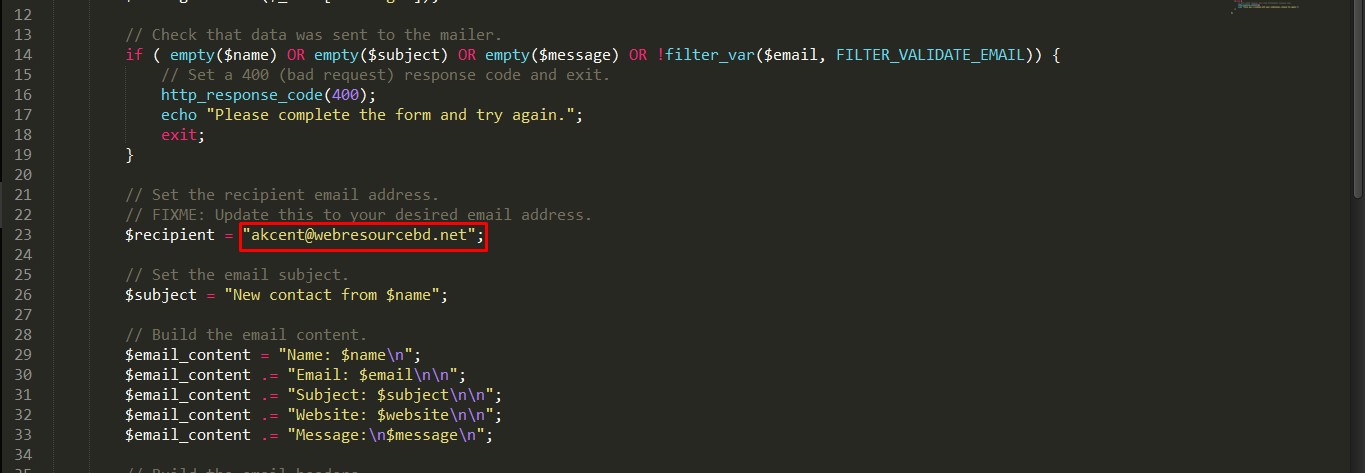 12
13 // Check that data was sent to the mailer.
14 if ( empty($name) OR empty($subject) OR empty($message) OR !filter_var($email, FILTER_VALIDATE_EMAIL)) {
15 // Set a 400 (bad request) response code and exit.
16 http_response_code(400);
17 echo "Please complete the form and try again.";
18 exit;
19 }
20
21 // Set the recipient email address.
22 // FIXME: Update this to your desired email address.
23 $recipient = "akcent@webresourcebd.net";
24
25 // Set the email subject.
26 $subject = "New contact from $name";
27
28 // Build the email content.
29 $email_content = "Name: $name\n";
30 $email_content .= "Email: $email\n\n";
31 $email_content .= "Subject: $subject\n\n";
32 $email_content .= "Website: $website\n\n";
33 $email_content .= "Message:\n$message\n";
34
35 // Build the email headers.